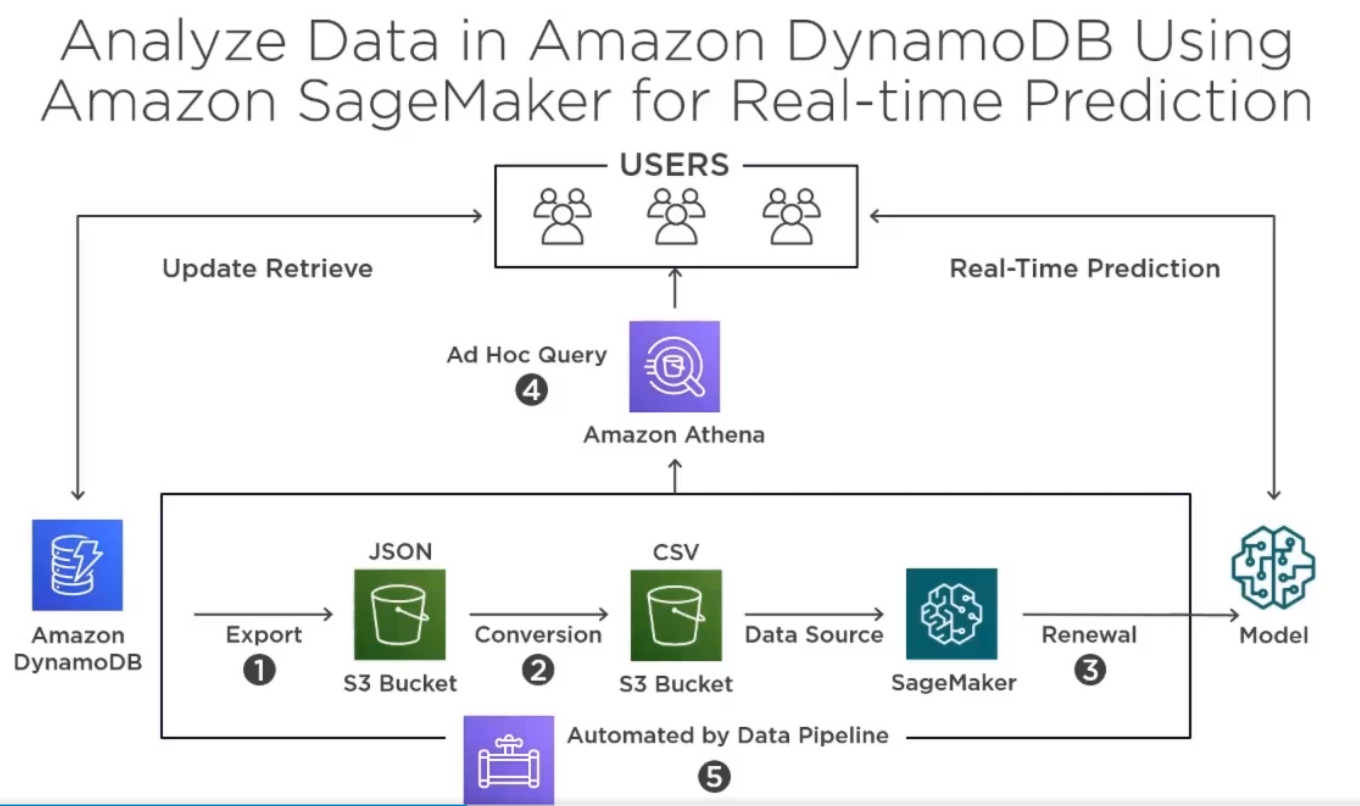 Analyze Data in Amazon DynamoDB Using
Amazon SageMaker for Real-time Prediction
USERS
Update Retrieve
Real-Time Prediction
Ad Hoc Query
4
Amazon Athena
JSON
CSV
Amazon
DynamoDB
Export
1
S3 Bucket
Conversion
2
S3 Bucket
Data Source
SageMaker
Renewal
3
Model
Automated by Data Pipeline
5